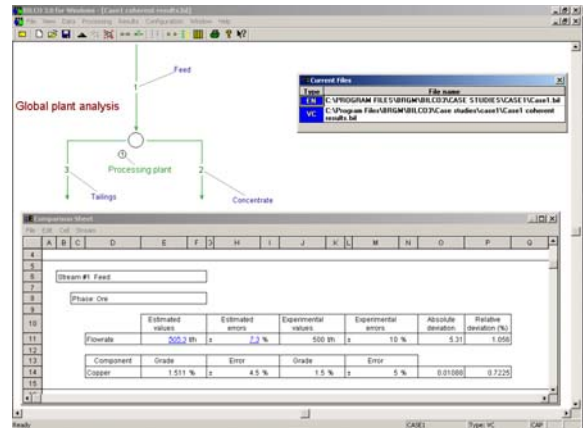 BILCO 3.0 for Windows - [Case1 coherent results.bil]
File View Data Processing Results Configuration Window Help
Feed
1
Global plant analysis
Current Files
Type File name
EN C:\PROGRAM FILES\BRGM\BILCO3\CASE STUDIES\CASE1\Case1.bil
VC C:\Program Files\BRGM\BILCO3\Case studies\case1\Case1 coherent
results.bil
1
3 Processing plant 2
Tailings
Concentrate
Comparison Sheet
File Edit Cell Stream
A B C D E F H I J K L M N O P Q
4
5
6 Stream #1 Feed
7
8 Phase: Ore
9
10 Estimated values Estimated errors Experimental values Experimental errors Absolute deviation Relative deviation (%)
11 Flowrate 505.3 t/h ± 7.3 % 500 t/h ± 10 % 5.31 1.056
12
13 Component Grade Error Grade Error
14 Copper 1.511 % ± 4.5 % 1.5 % ± 5 % 0.7225
15
Ready CASE1 Type: VC CAP